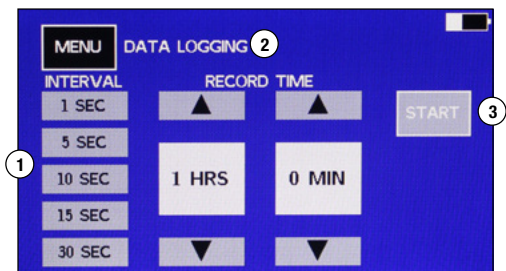 MENU DATA LOGGING 2
INTERVAL RECORD TIME
1 SEC
START 3
5 SEC
1
10 SEC 1 HRS 0 MIN
15 SEC
30 SEC